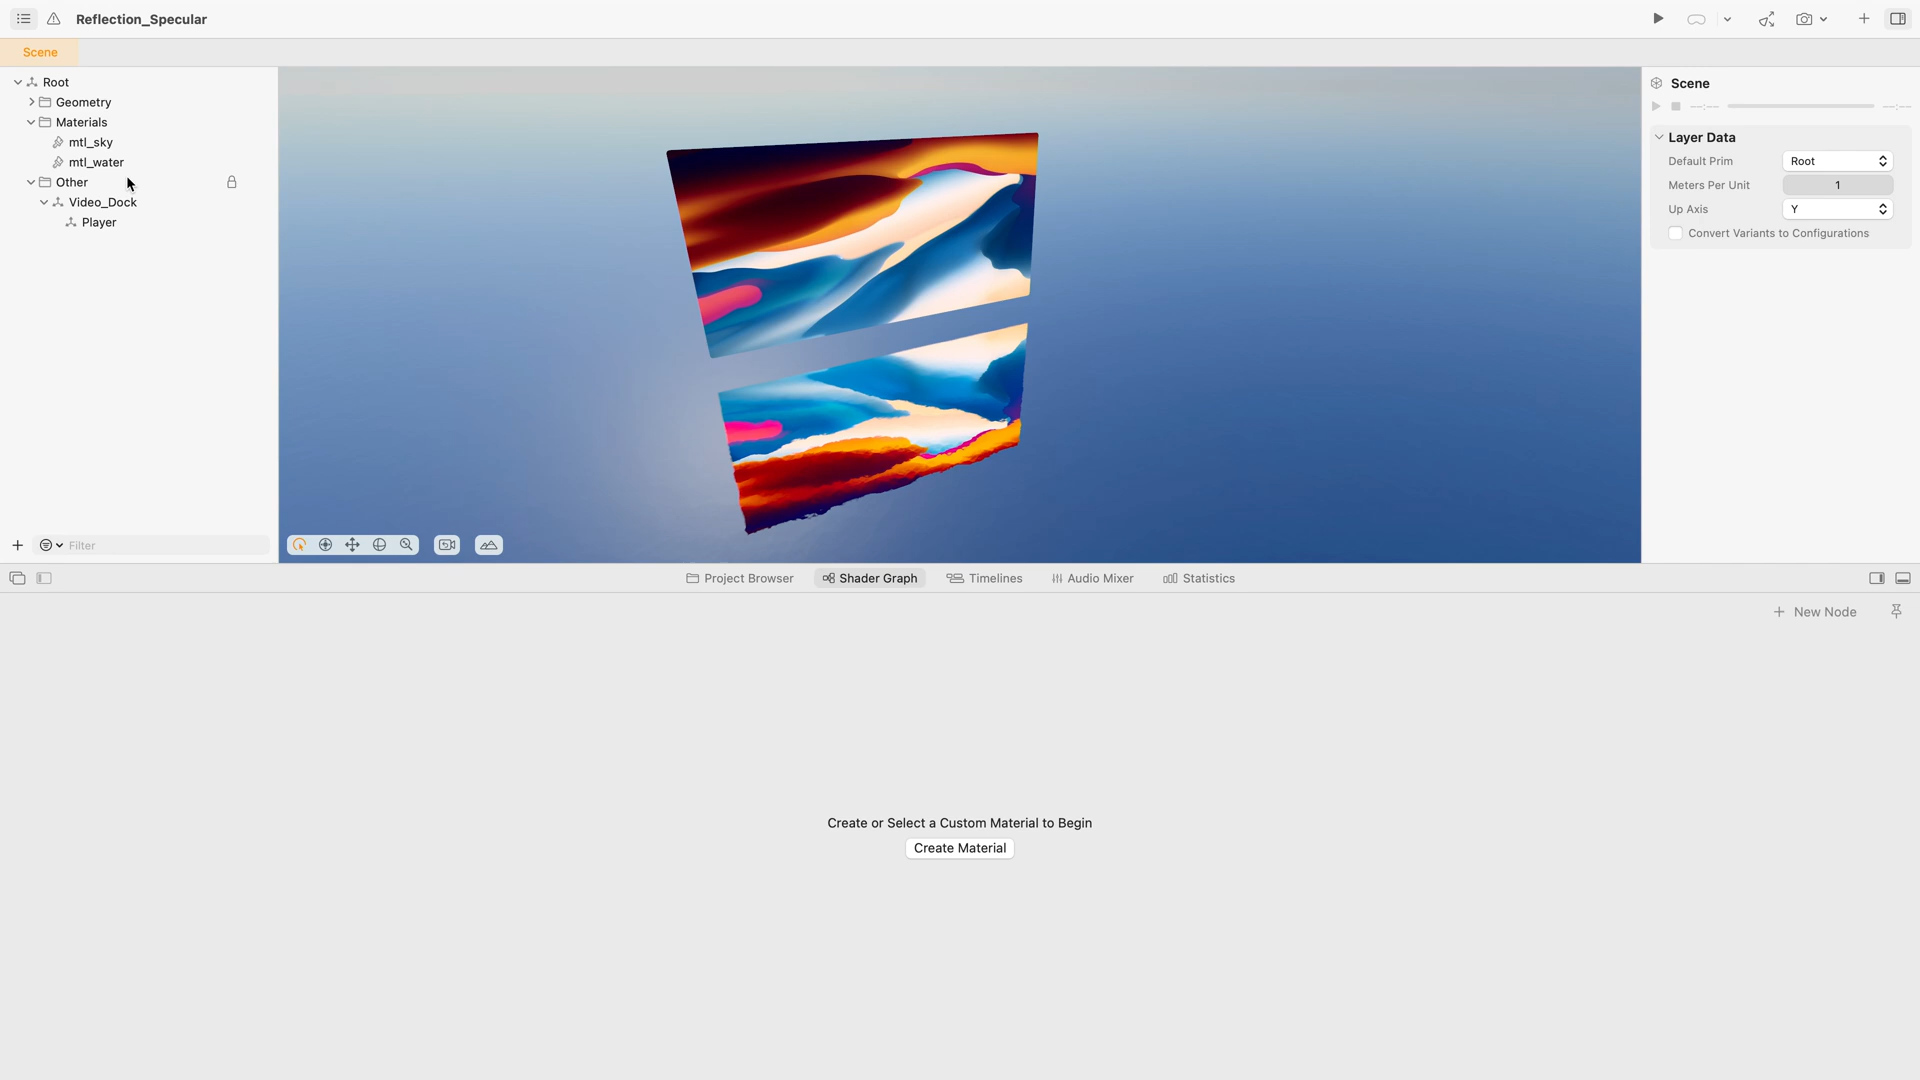 Reflection_Specular
Scene
Root
Geometry
Materials
mtl_sky
mtl_water
Other
Video_Dock
Player
Filter
Scene
--:--
--:--
Layer Data
Default Prim
Root
Meters Per Unit
1
Up Axis
Y
Convert Variants to Configurations
Project Browser
Shader Graph
Timelines
Audio Mixer
Statistics
New Node
Create or Select a Custom Material to Begin
Create Material